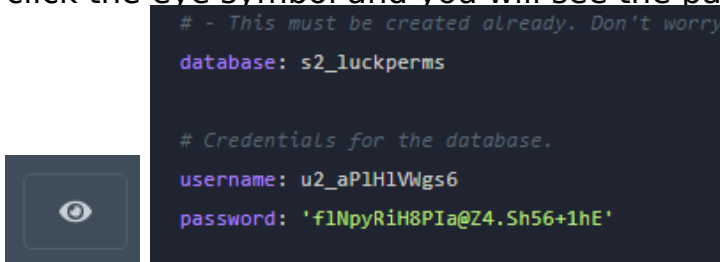 click the eye symbol and you will see the pa
# - This must be created already. Don't worry
database: s2_luckperms
# Credentials for the database.
username: u2_aPlHlVWgs6
password: 'flNpyRiH8PIa@Z4.Sh56+1hE'